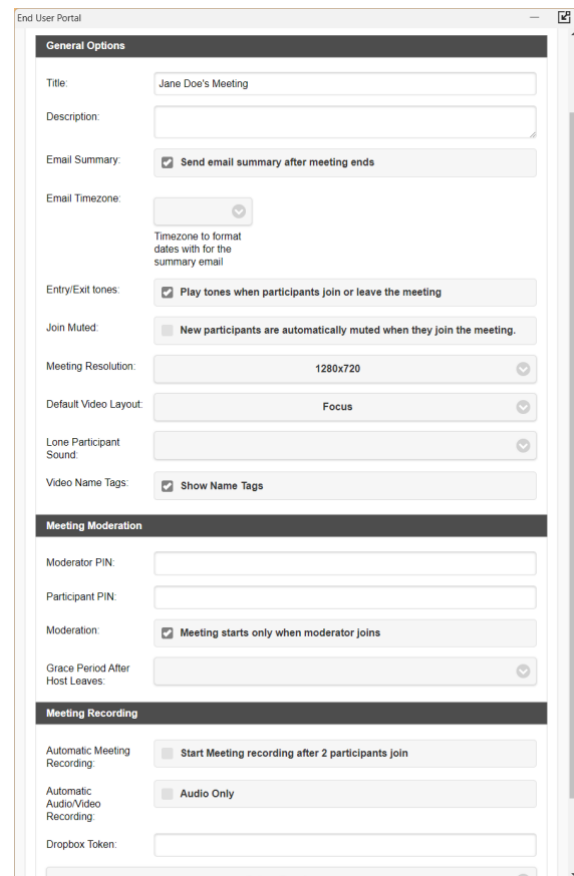 End User Portal
General Options
Title:
Jane Doe's Meeting
Description:
Email Summary:
Send email summary after meeting ends
Email Timezone:
Timezone to format
dates with for the
summary email
Entry/Exit tones:
Play tones when participants join or leave the meeting
Join Muted:
New participants are automatically muted when they join the meeting.
Meeting Resolution:
1280x720
Default Video Layout:
Focus
Lone Participant
Sound:
Video Name Tags:
Show Name Tags
Meeting Moderation
Moderator PIN:
Participant PIN:
Moderation:
Meeting starts only when moderator joins
Grace Period After
Host Leaves:
Meeting Recording
Automatic Meeting
Recording:
Start Meeting recording after 2 participants join
Automatic
Audio/Video
Recording:
Audio Only
Dropbox Token: